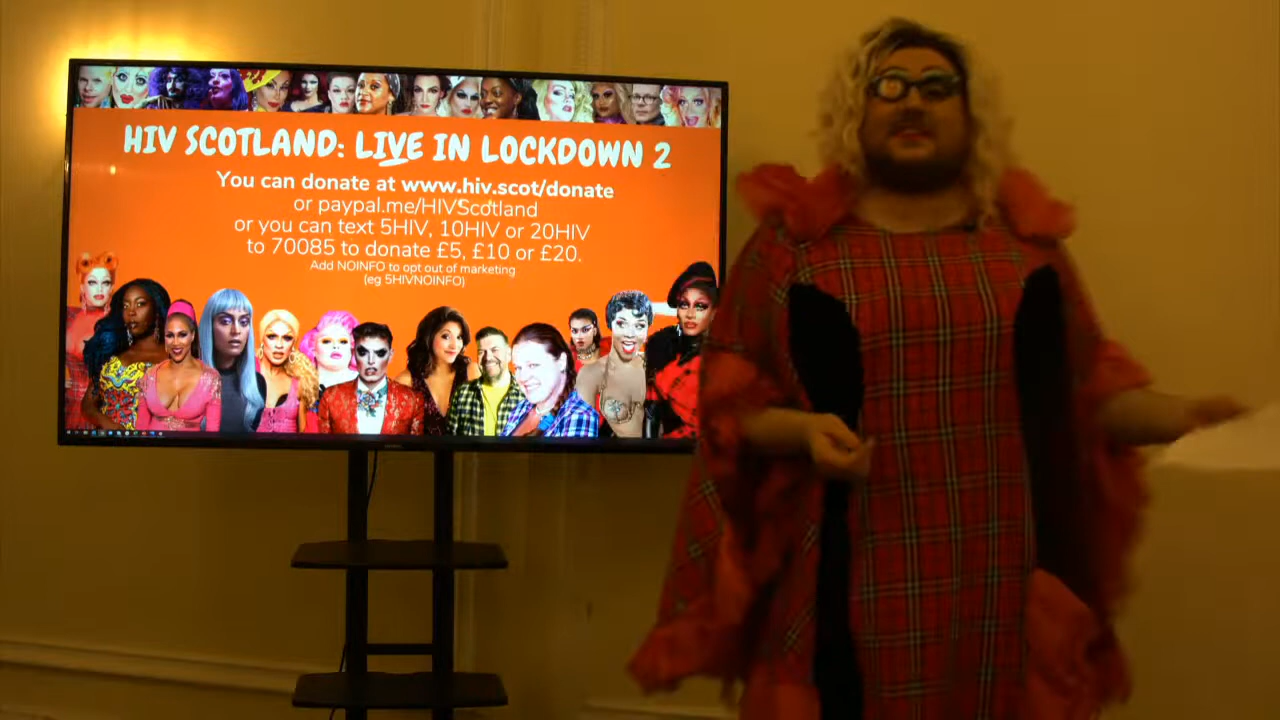 HIV SCOTLAND: LIVE IN LOCKDOWN 2
You can donate at www.hiv.scot/donate
or paypal.me/HIVScotland
or you can text 5HIV, 10HIV or 20HIV
to 70085 to donate £5, £10 or £20.
Add NOINFO to opt out of marketing
(eg 5HIVNOINFO)